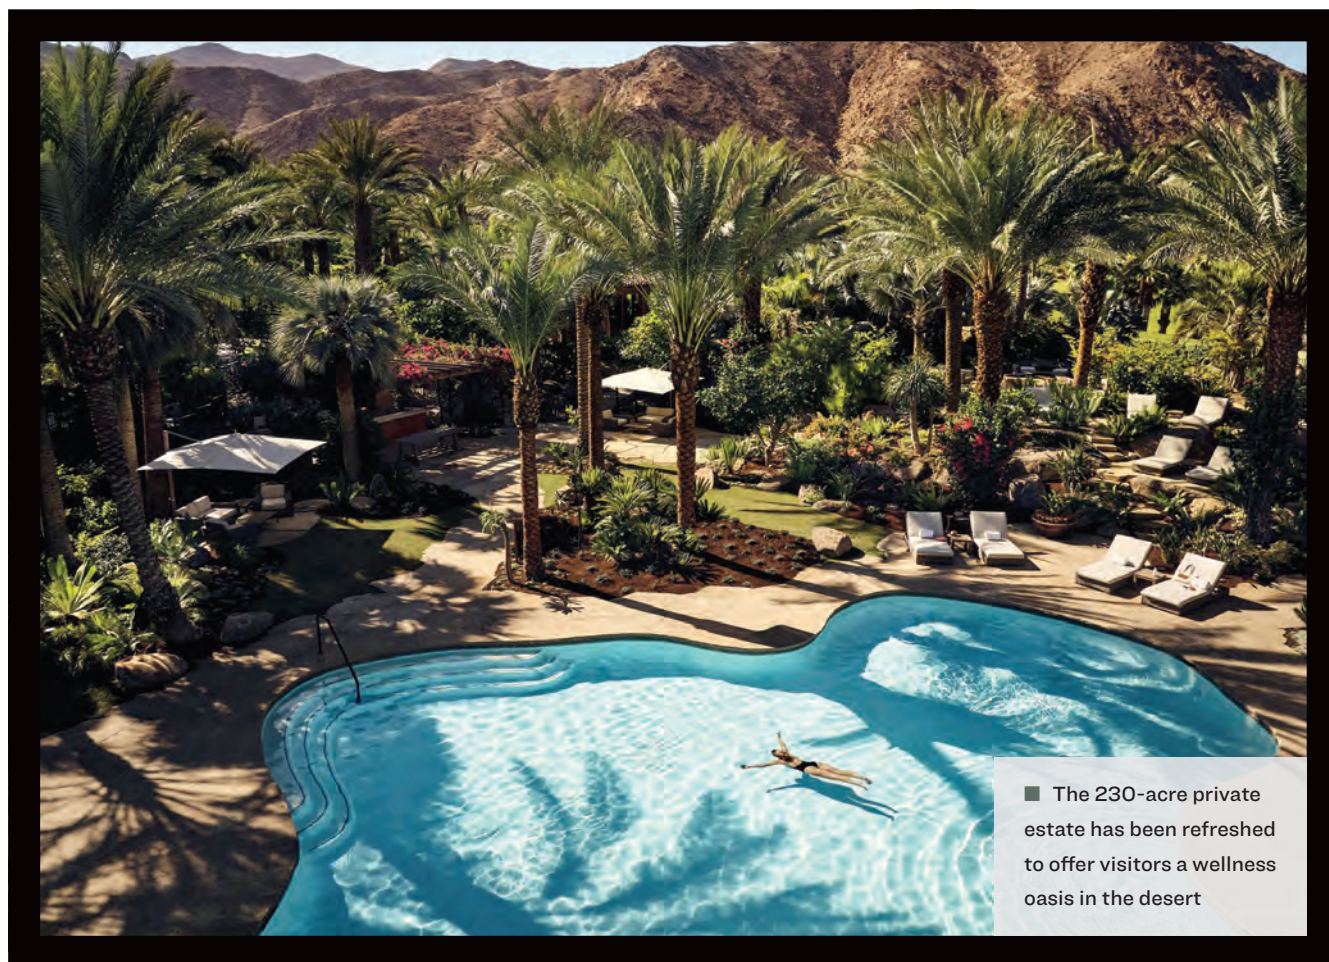 The 230-acre private
estate has been refreshed
to offer visitors a wellness
oasis in the desert